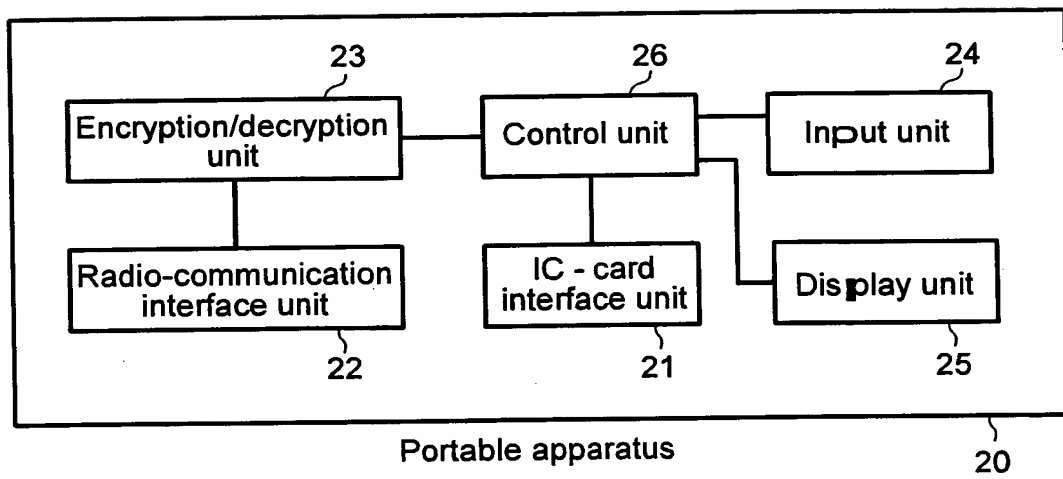 23
26
24
Encryption/decryption
unit
Control unit
Input unit
Radio-communication
interface unit
IC - card
interface unit
Display unit
22
21
25
Portable apparatus
20